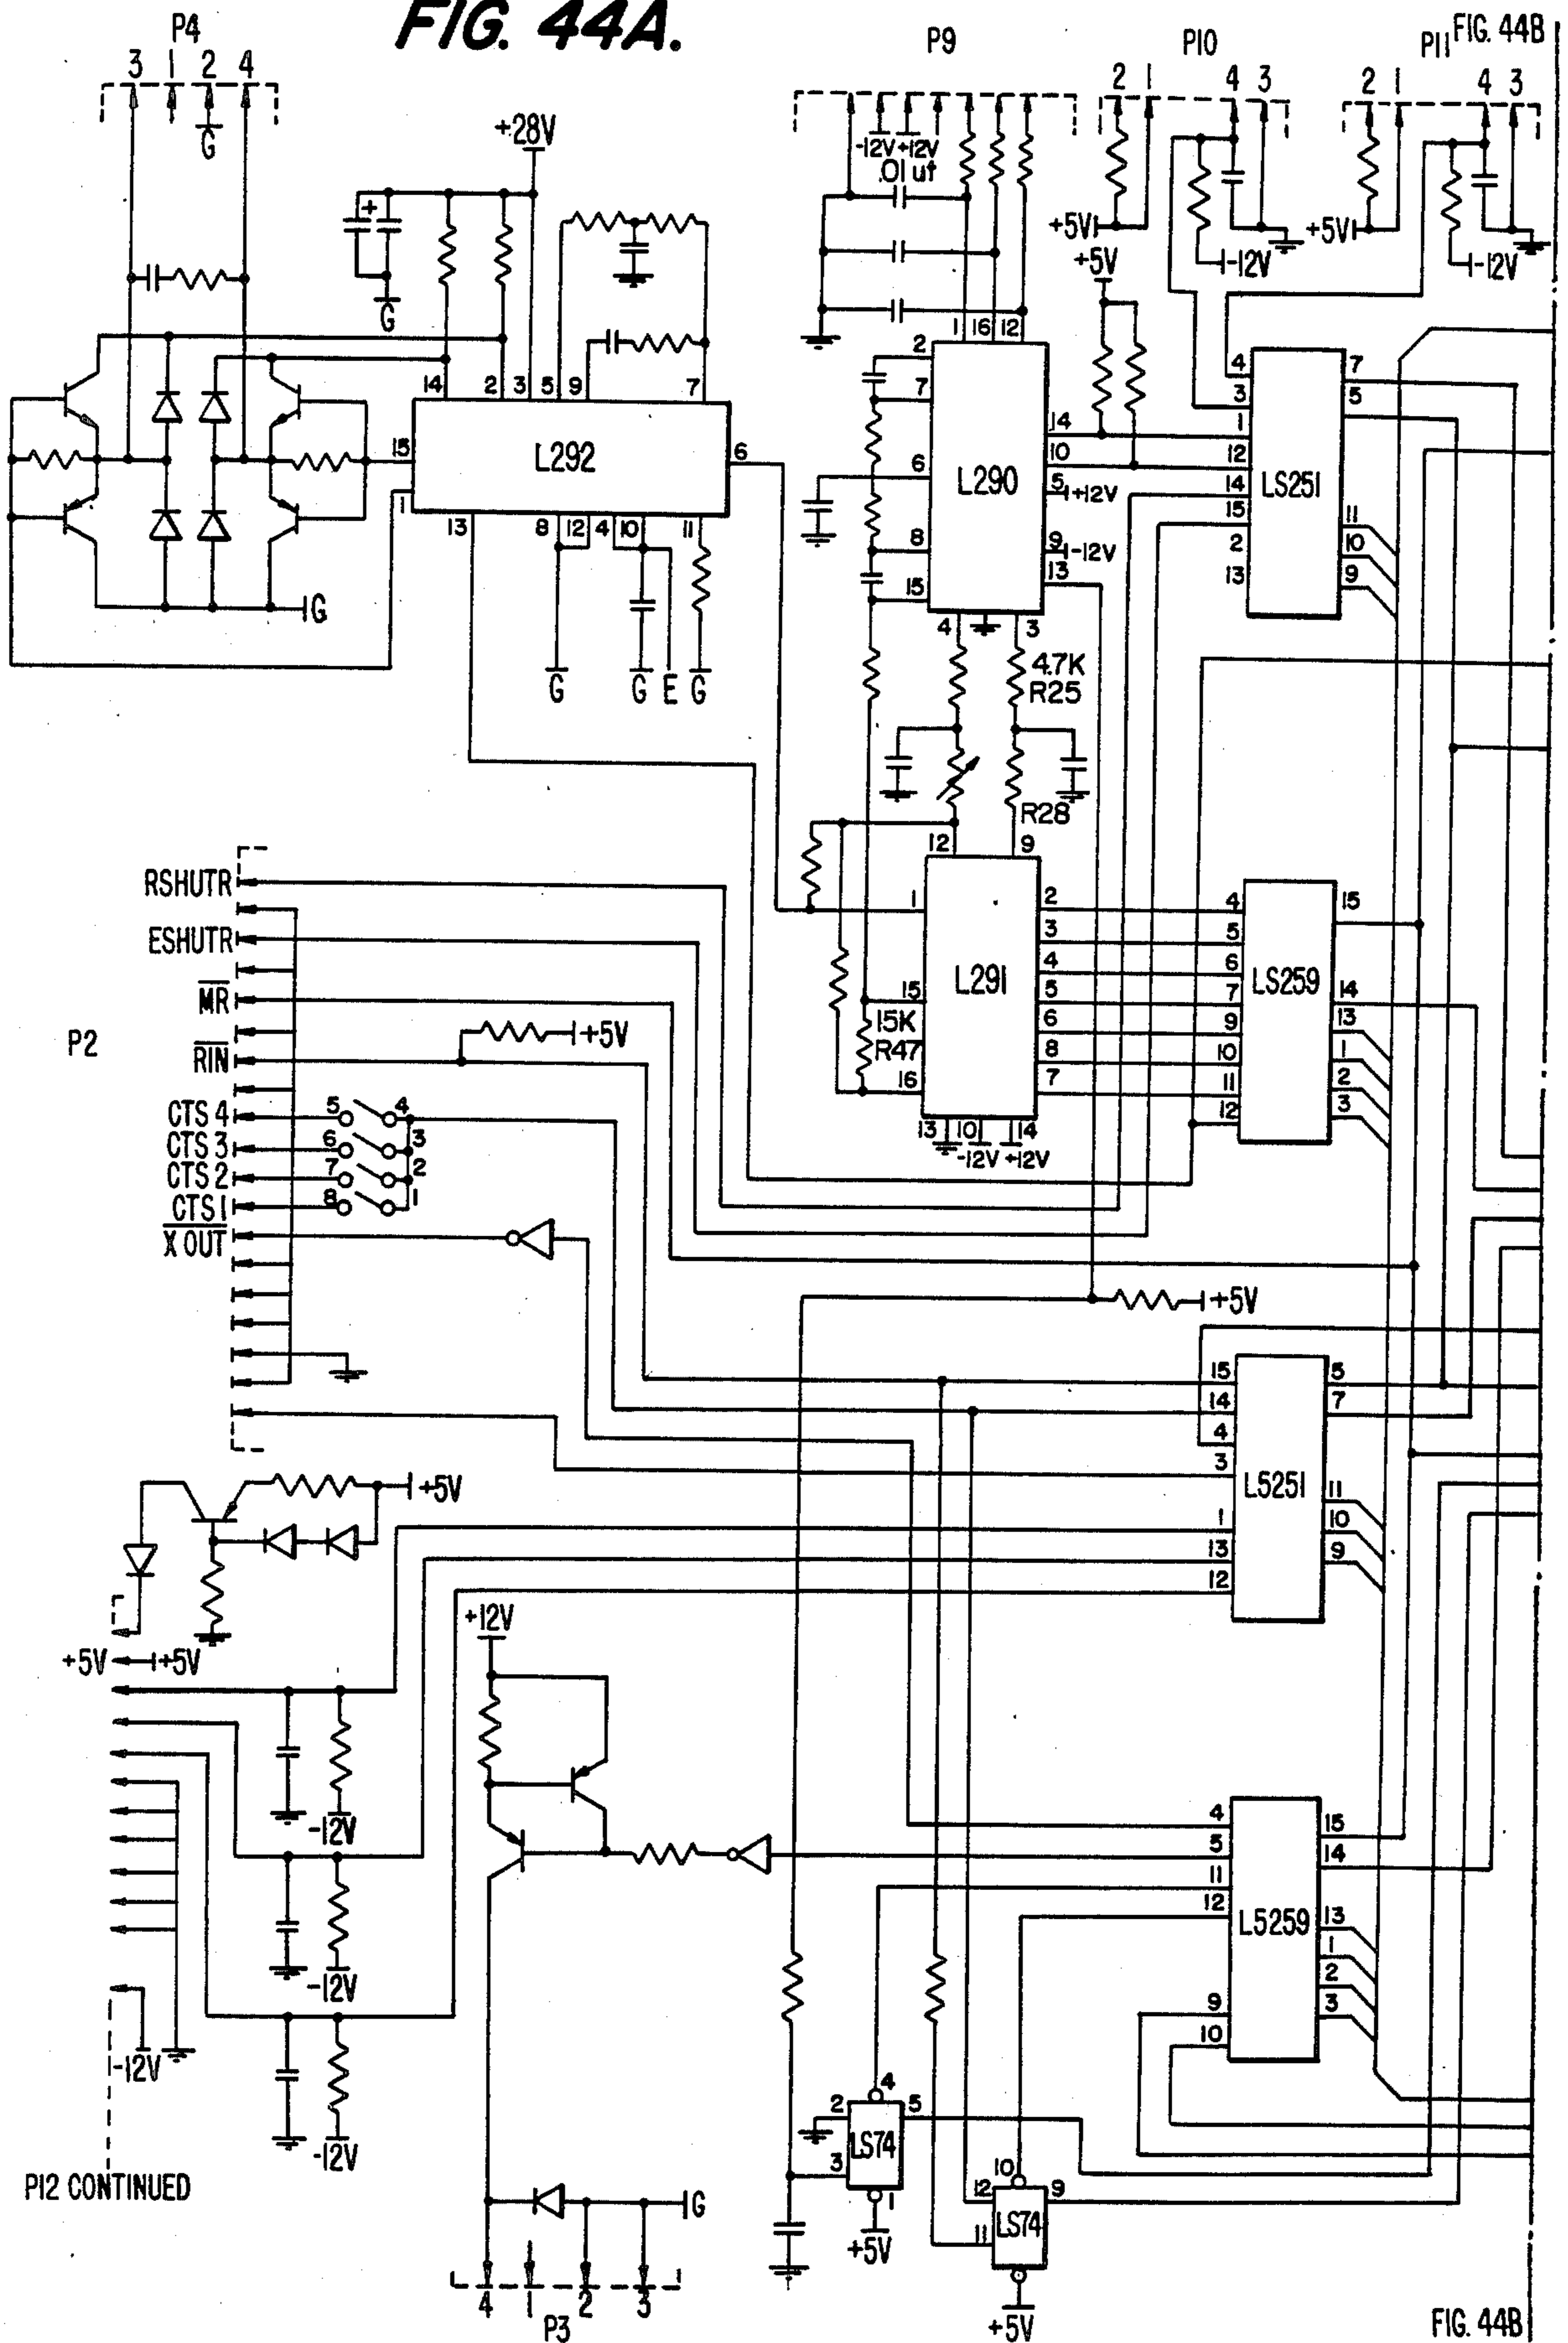 FIG. 44A.
P4
3 1 2 4
G
+28V
+
G
14 2 3 5 9 7
15
1
L292
6
13 8 12 4 10 11
G
G G E G
P9
-12V +12V
.01 uf
P10
2 1 4 3
+5V
-12V
P11
FIG. 44B
2 1 4 3
+5V
-12V
+5V
1 16 12
2
7
6
8
15
L290
14
10
5 +12V
9 -12V
13
4 3
4.7K
R25
R28
4
3
1
12
14
15
2
13
LS251
7
5
11
10
9
12 9
1
15
15K
R47
16
L291
2
3
4
5
6
8
7
13 10 14
-12V +12V
4
5
6
7
9
10
11
12
LS259
15
14
13
1
2
3
P2
RSHUTR
ESHUTR
MR
RIN
+5V
CTS 4 5 4
CTS 3 6 3
CTS 2 7 2
CTS 1 8 1
X OUT
+5V
15
14
4
3
1
13
12
L5251
5
7
11
10
9
+5V
+5V +5V
-12V
-12V
-12V
-12V
P12 CONTINUED
+12V
4
5
11
12
9
10
L5259
15
14
13
1
2
3
2
3
4
LS74
5
1
+5V
12
11
10
LS74
9
+5V
G
4 1 2 3
P3
FIG. 44B